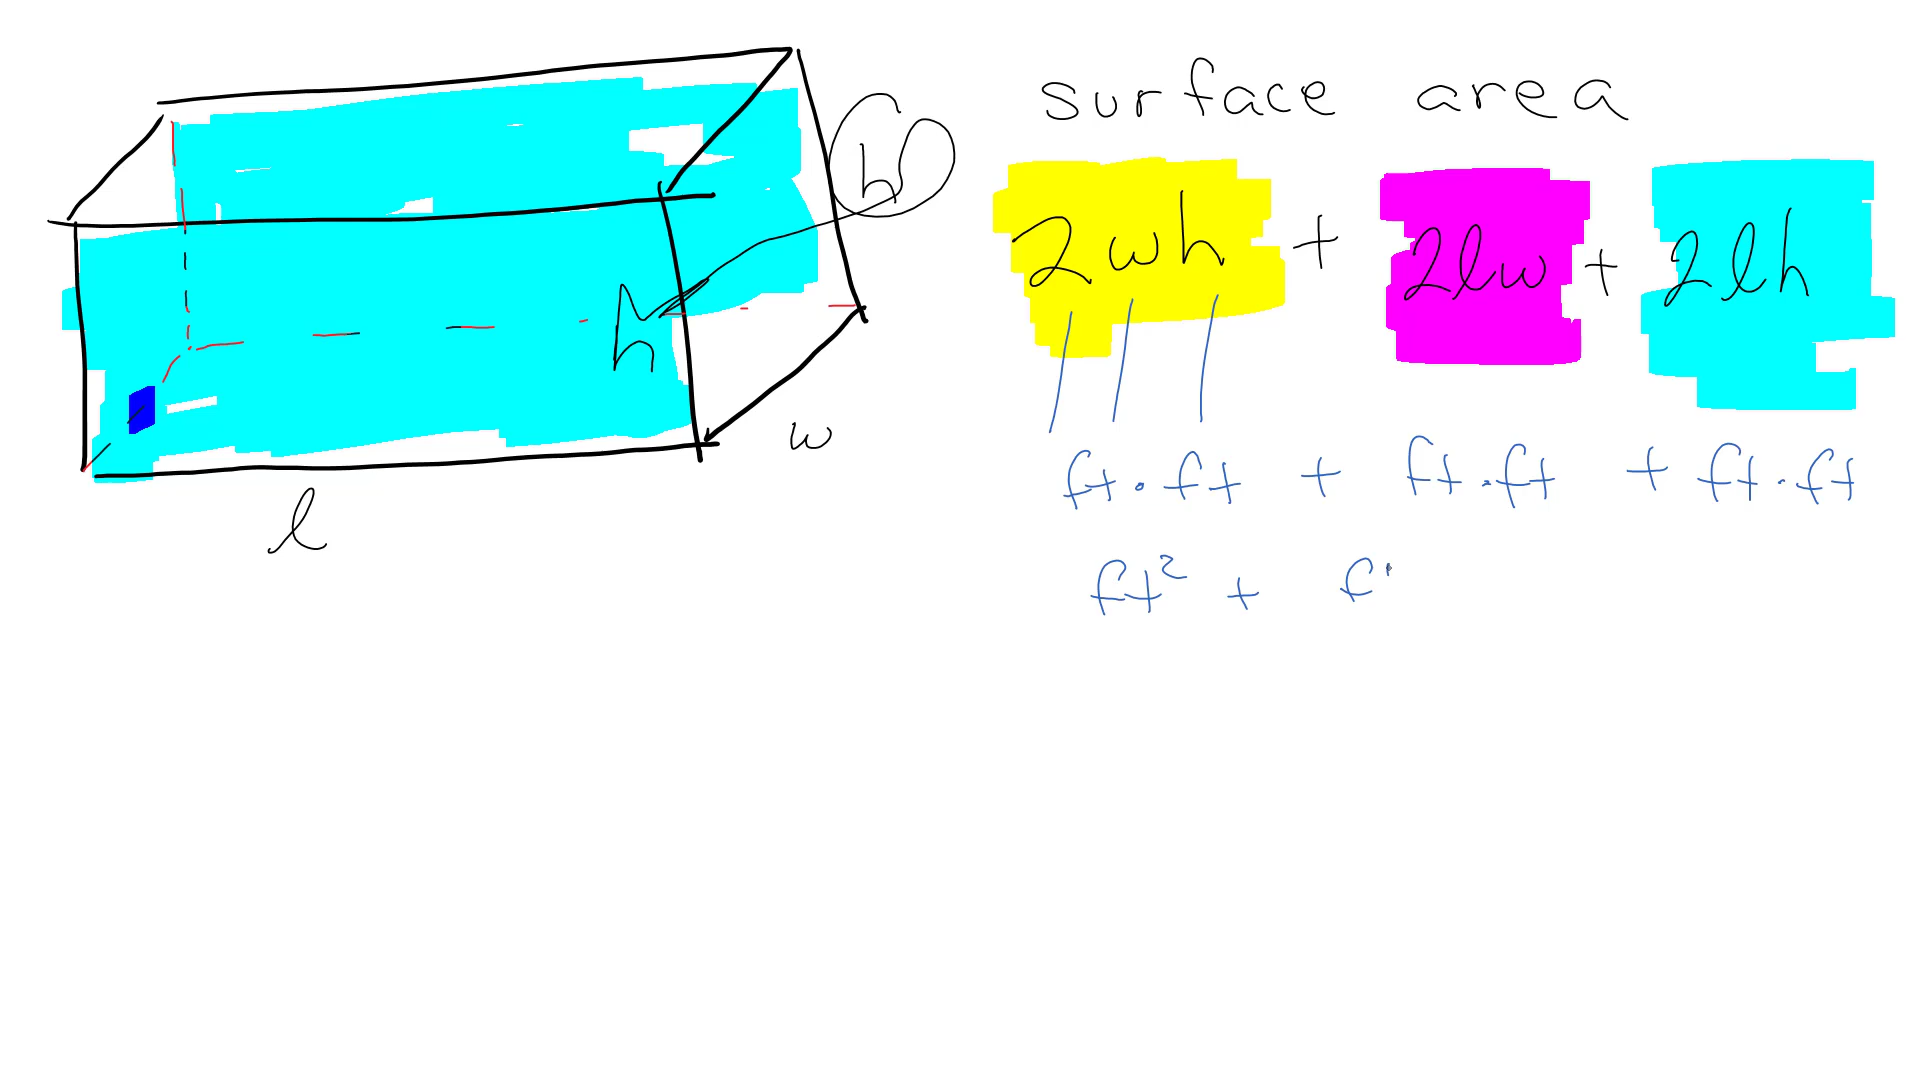 surface area
2wh + 2lw + 2lh
h
h
w
l
ft · ft + ft · ft + ft · ft
ft² + f